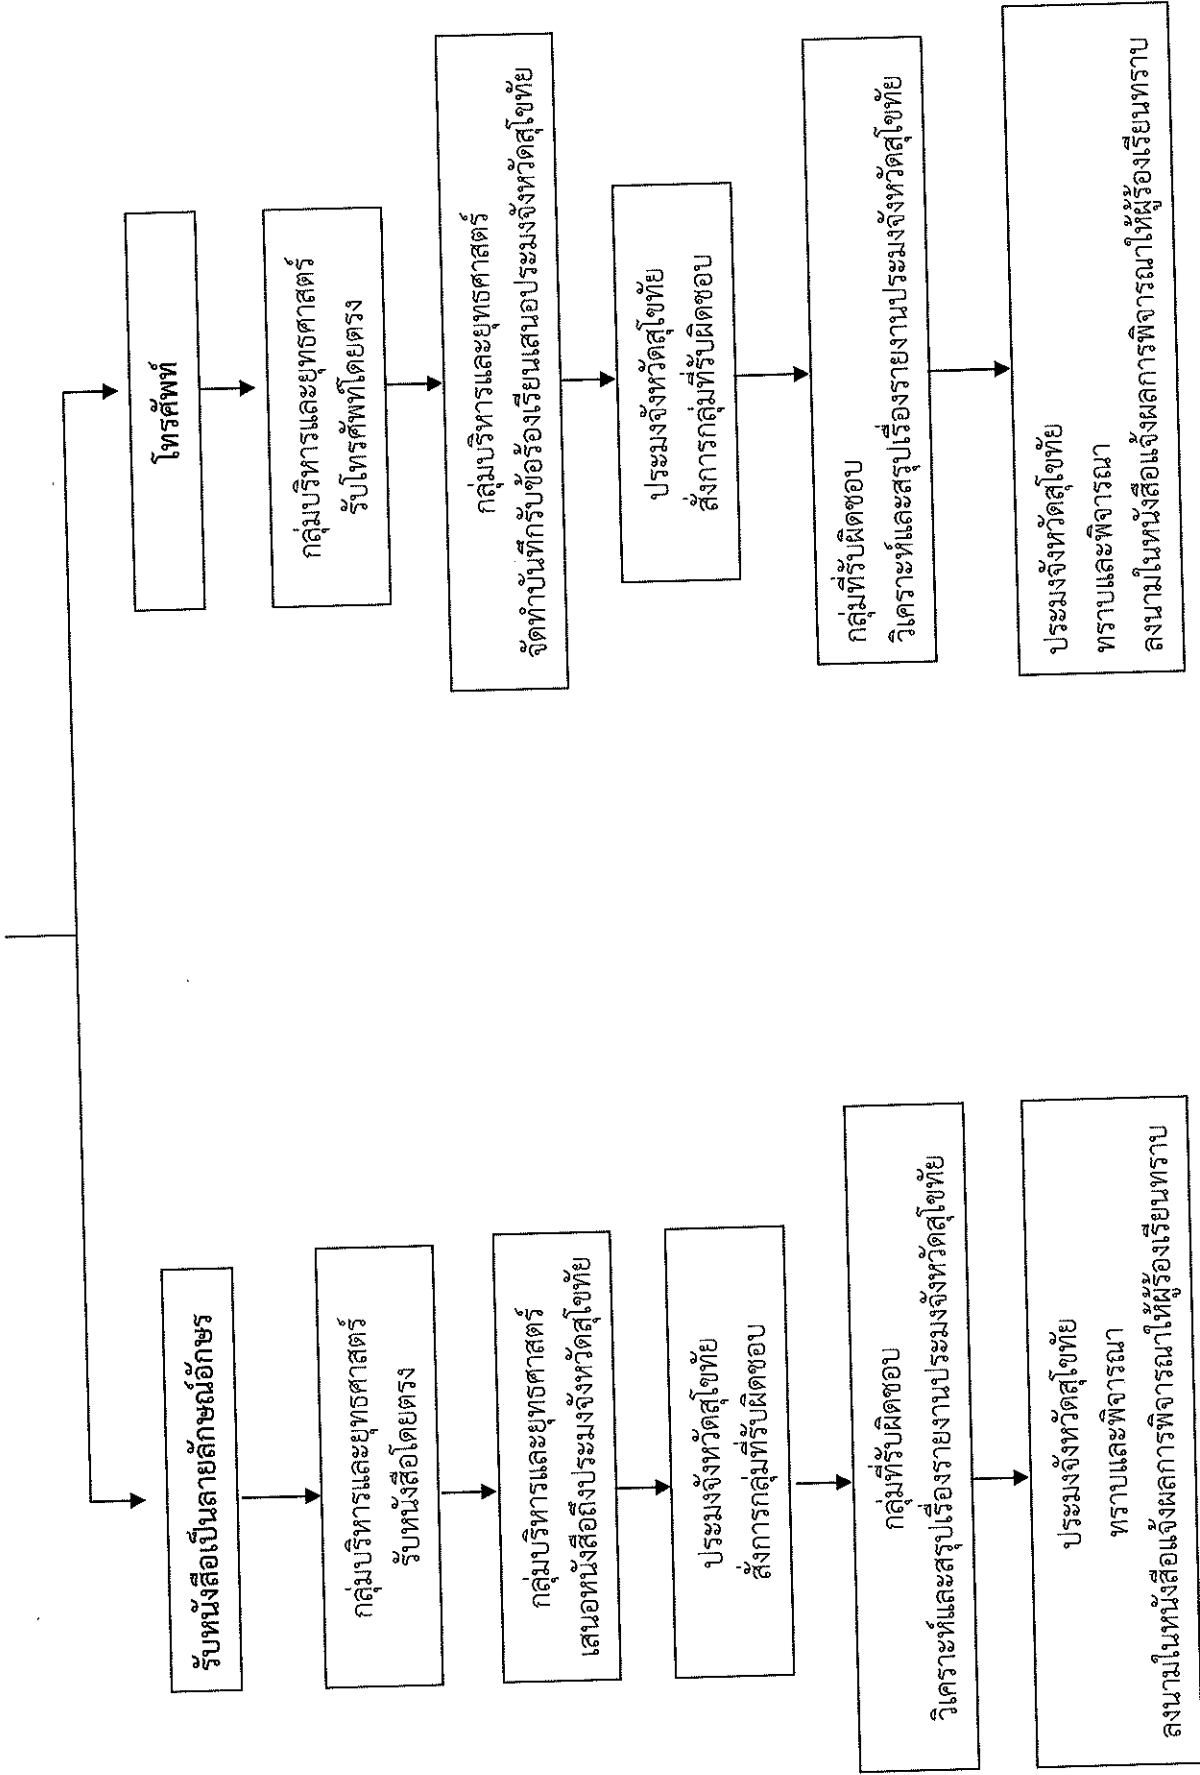 รับหนังสือเป็นลายลักษณ์อักษร
กลุ่มบริหารและยุทธศาสตร์
รับหนังสือโดยตรง
กลุ่มบริหารและยุทธศาสตร์
เสนอหนังสือถึงประมงจังหวัดสุโขทัย
ประมงจังหวัดสุโขทัย
สั่งการกลุ่มที่รับผิดชอบ
กลุ่มที่รับผิดชอบ
วิเคราะห์และสรุปเรื่องรายงานประมงจังหวัดสุโขทัย
ประมงจังหวัดสุโขทัย
ทราบและพิจารณา
ลงนามในหนังสือแจ้งผลการพิจารณาให้ผู้ร้องเรียนทราบ
โทรศัพท์
กลุ่มบริหารและยุทธศาสตร์
รับโทรศัพท์โดยตรง
กลุ่มบริหารและยุทธศาสตร์
จัดทำบันทึกรับข้อร้องเรียนเสนอประมงจังหวัดสุโขทัย
ประมงจังหวัดสุโขทัย
สั่งการกลุ่มที่รับผิดชอบ
กลุ่มที่รับผิดชอบ
วิเคราะห์และสรุปเรื่องรายงานประมงจังหวัดสุโขทัย
ประมงจังหวัดสุโขทัย
ทราบและพิจารณา
ลงนามในหนังสือแจ้งผลการพิจารณาให้ผู้ร้องเรียนทราบ